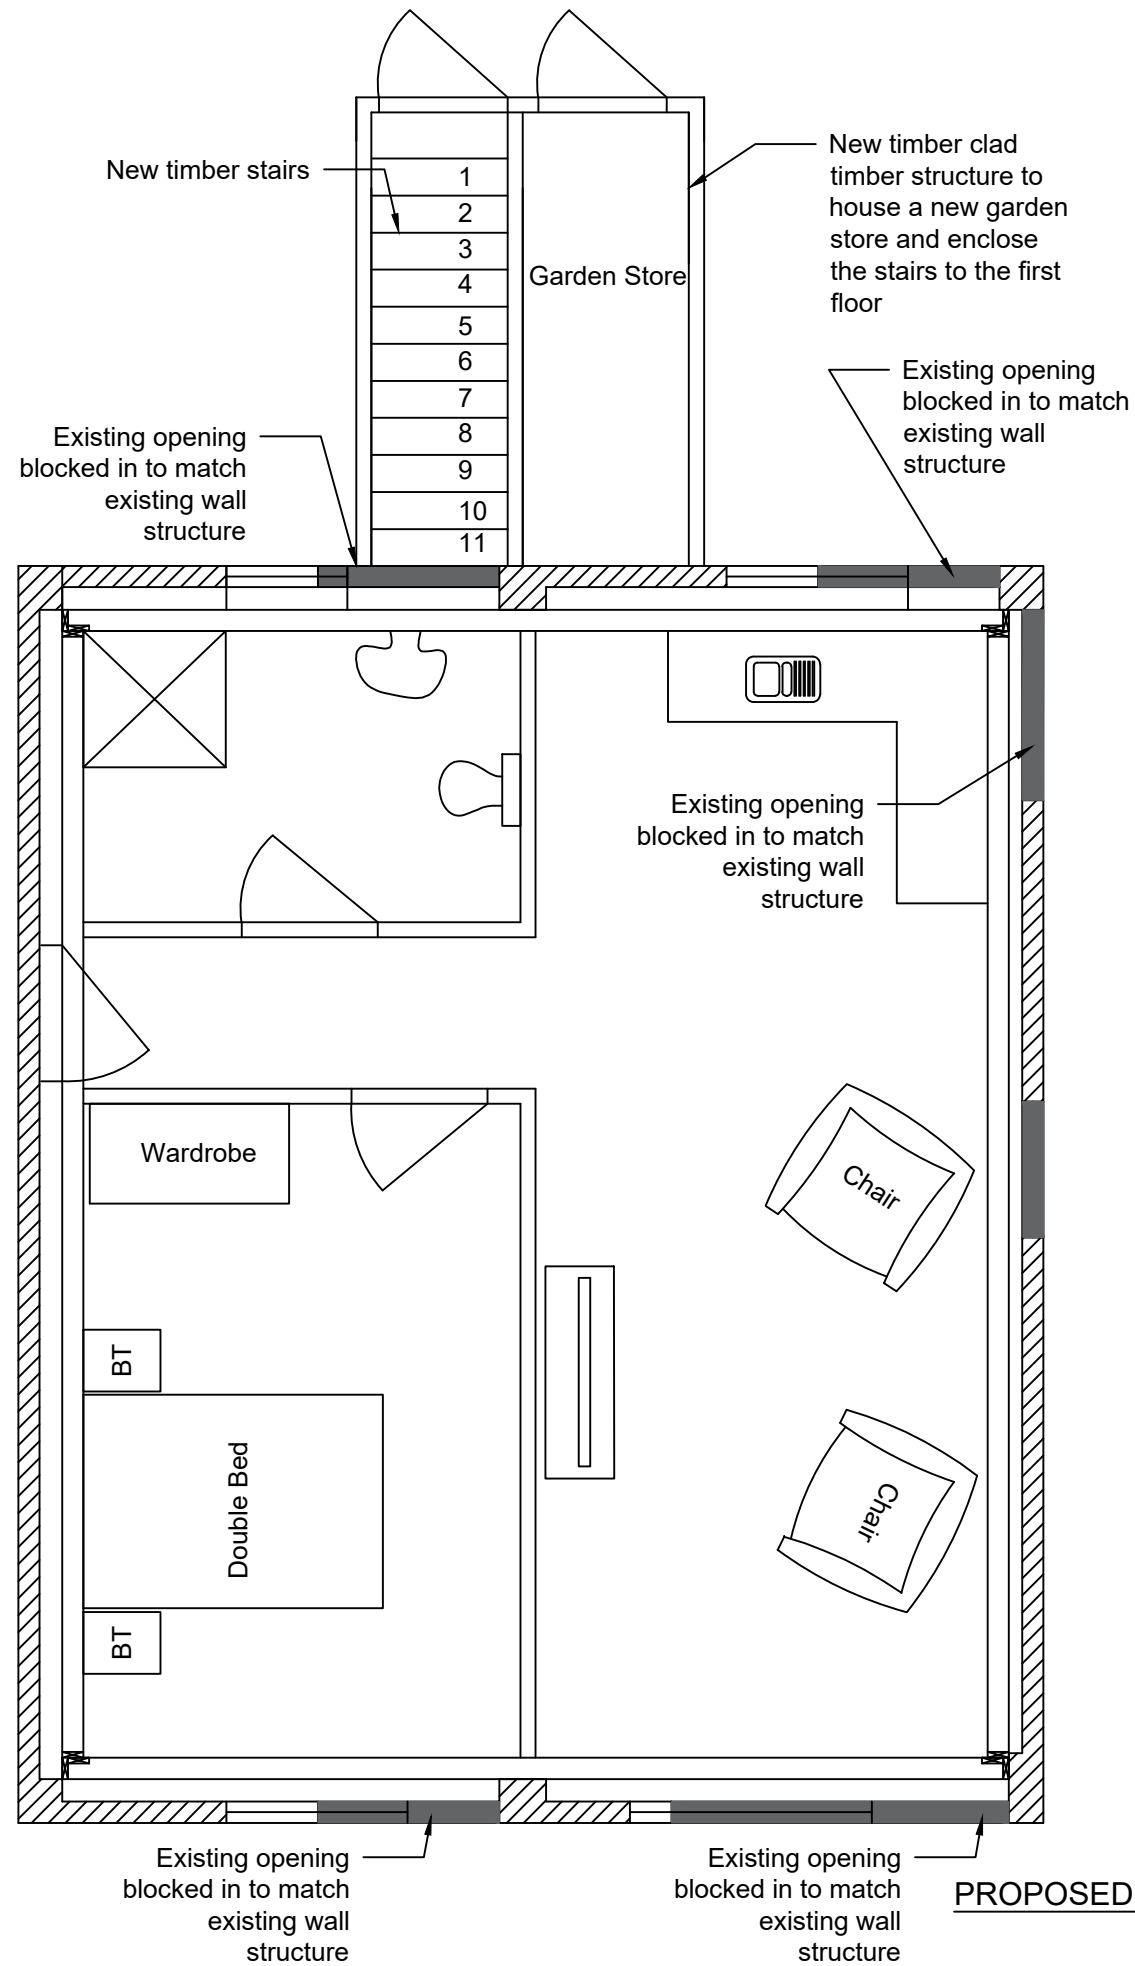 New timber stairs
New timber clad
timber structure to
house a new garden
store and enclose
the stairs to the first
floor
1
2
3
4
5
6
7
8
9
10
11
Garden Store
Existing opening
blocked in to match
existing wall
structure
Existing opening
blocked in to match
existing wall
structure
Existing opening
blocked in to match
existing wall
structure
Wardrobe
Chair
BT
Double Bed
Chair
BT
Existing opening
blocked in to match
existing wall
structure
Existing opening
blocked in to match
existing wall
structure
PROPOSED